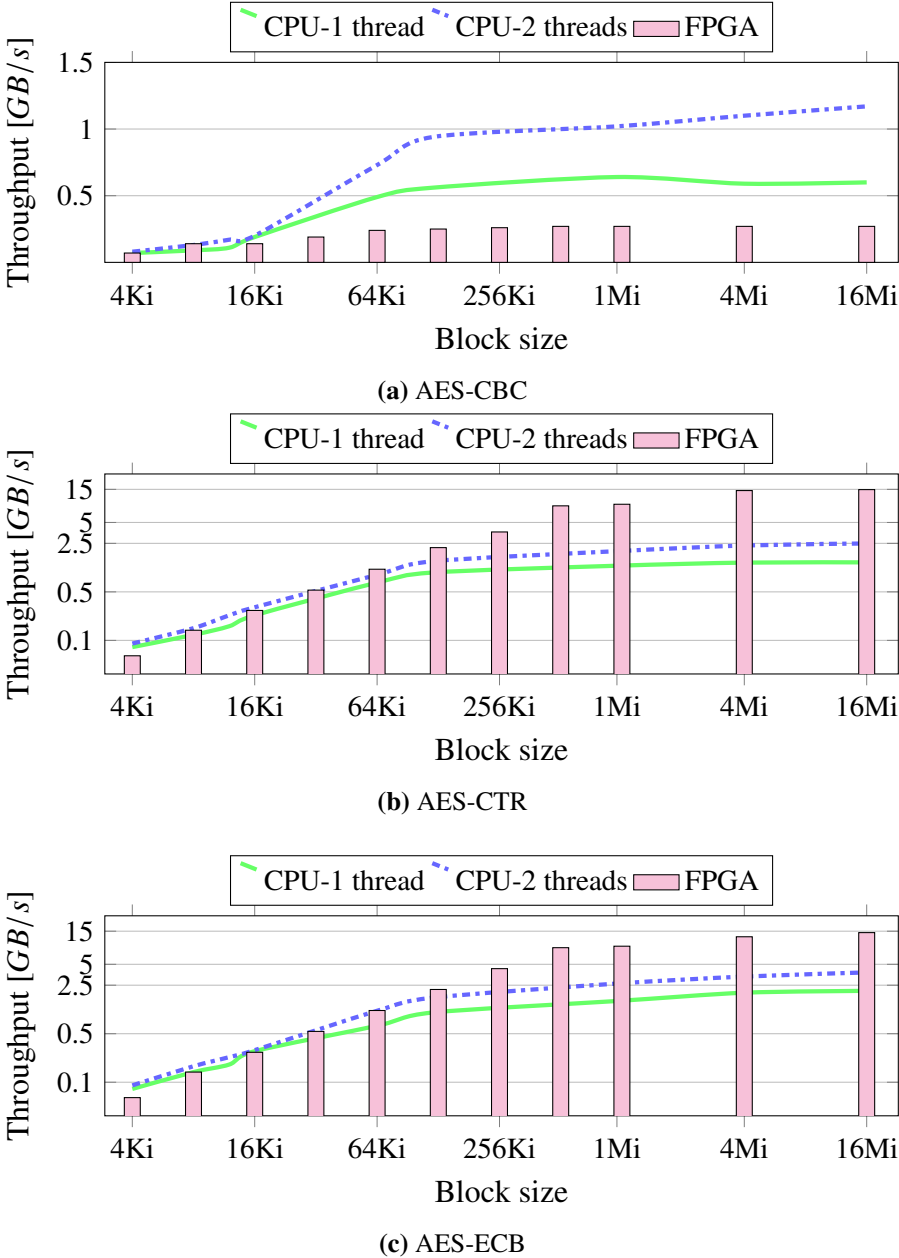 CPU-1 thread CPU-2 threads FPGA
1.5
1
0.5
Throughput [GB/s]
4Ki 16Ki 64Ki 256Ki 1Mi 4Mi 16Mi
Block size
(a) AES-CBC
CPU-1 thread CPU-2 threads FPGA
15
5
2.5
0.5
0.1
Throughput [GB/s]
4Ki 16Ki 64Ki 256Ki 1Mi 4Mi 16Mi
Block size
(b) AES-CTR
CPU-1 thread CPU-2 threads FPGA
15
5
2.5
0.5
0.1
Throughput [GB/s]
4Ki 16Ki 64Ki 256Ki 1Mi 4Mi 16Mi
Block size
(c) AES-ECB